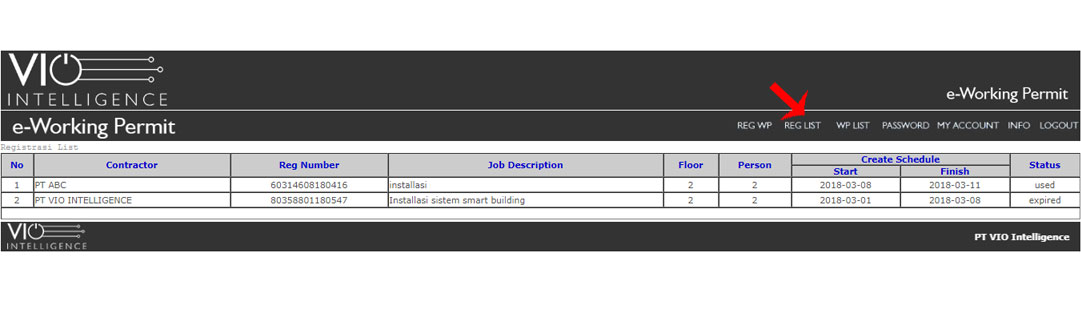 VIO
INTELLIGENCE
e-Working Permit
e-Working Permit
REG WP REG LIST WP LIST PASSWORD MY ACCOUNT INFO LOGOUT
Registrasi List
No Contractor Reg Number Job Description Floor Person Create Schedule Status
Start Finish
1 PT ABC 60314608180416 installasi 2 2 2018-03-08 2018-03-11 used
2 PT VIO INTELLIGENCE 80358801180547 Installasi sistem smart building 2 2 2018-03-01 2018-03-08 expired
VIO
INTELLIGENCE
PT VIO Intelligence